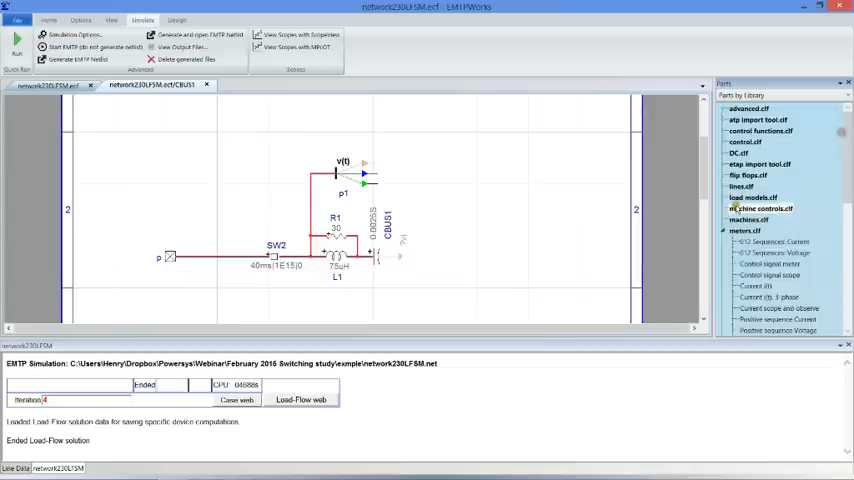 network230LFSM.ecf - EMTPWorks
File Home Options View Simulate Design
Run
Quick Run
Simulation Options...
Start EMTP (do not generate netlist)
Generate EMTP Netlist
Generate and open EMTP Netlist
View Output Files...
Delete generated files
Advanced
View Scopes with ScopeView
View Scopes with MPLOT
Scopes
network230LFSM.ecf
network230LFSM.ecf/CBUS1
2
2
v(t)
p1
R1
30
SW2
40ms|1E15|0
p
75uH
L1
0.0025S
CBUS1
?vi
Parts
Parts by Library
advanced.clf
atp import tool.clf
control functions.clf
control.clf
DC.clf
etap import tool.clf
flip flops.clf
lines.clf
load models.clf
machine controls.clf
machines.clf
meters.clf
012 Sequences: Current
012 Sequences: Voltage
Control signal meter
Control signal scope
Current i(t)
Current i(t), 3-phase
Current scope and observe
Positive sequence Current
Positive sequence Voltage
network230LFSM
EMTP Simulation: C:\Users\Henry\Dropbox\Powersys\Webinar\February 2015 Switching study\exmple\network230LFSM.net
Ended CPU: .04688s
Iteration 4 Case web Load-Flow web
Loaded Load-Flow solution data for saving specific device computations.
Ended Load-Flow solution
Line Data network230LFSM